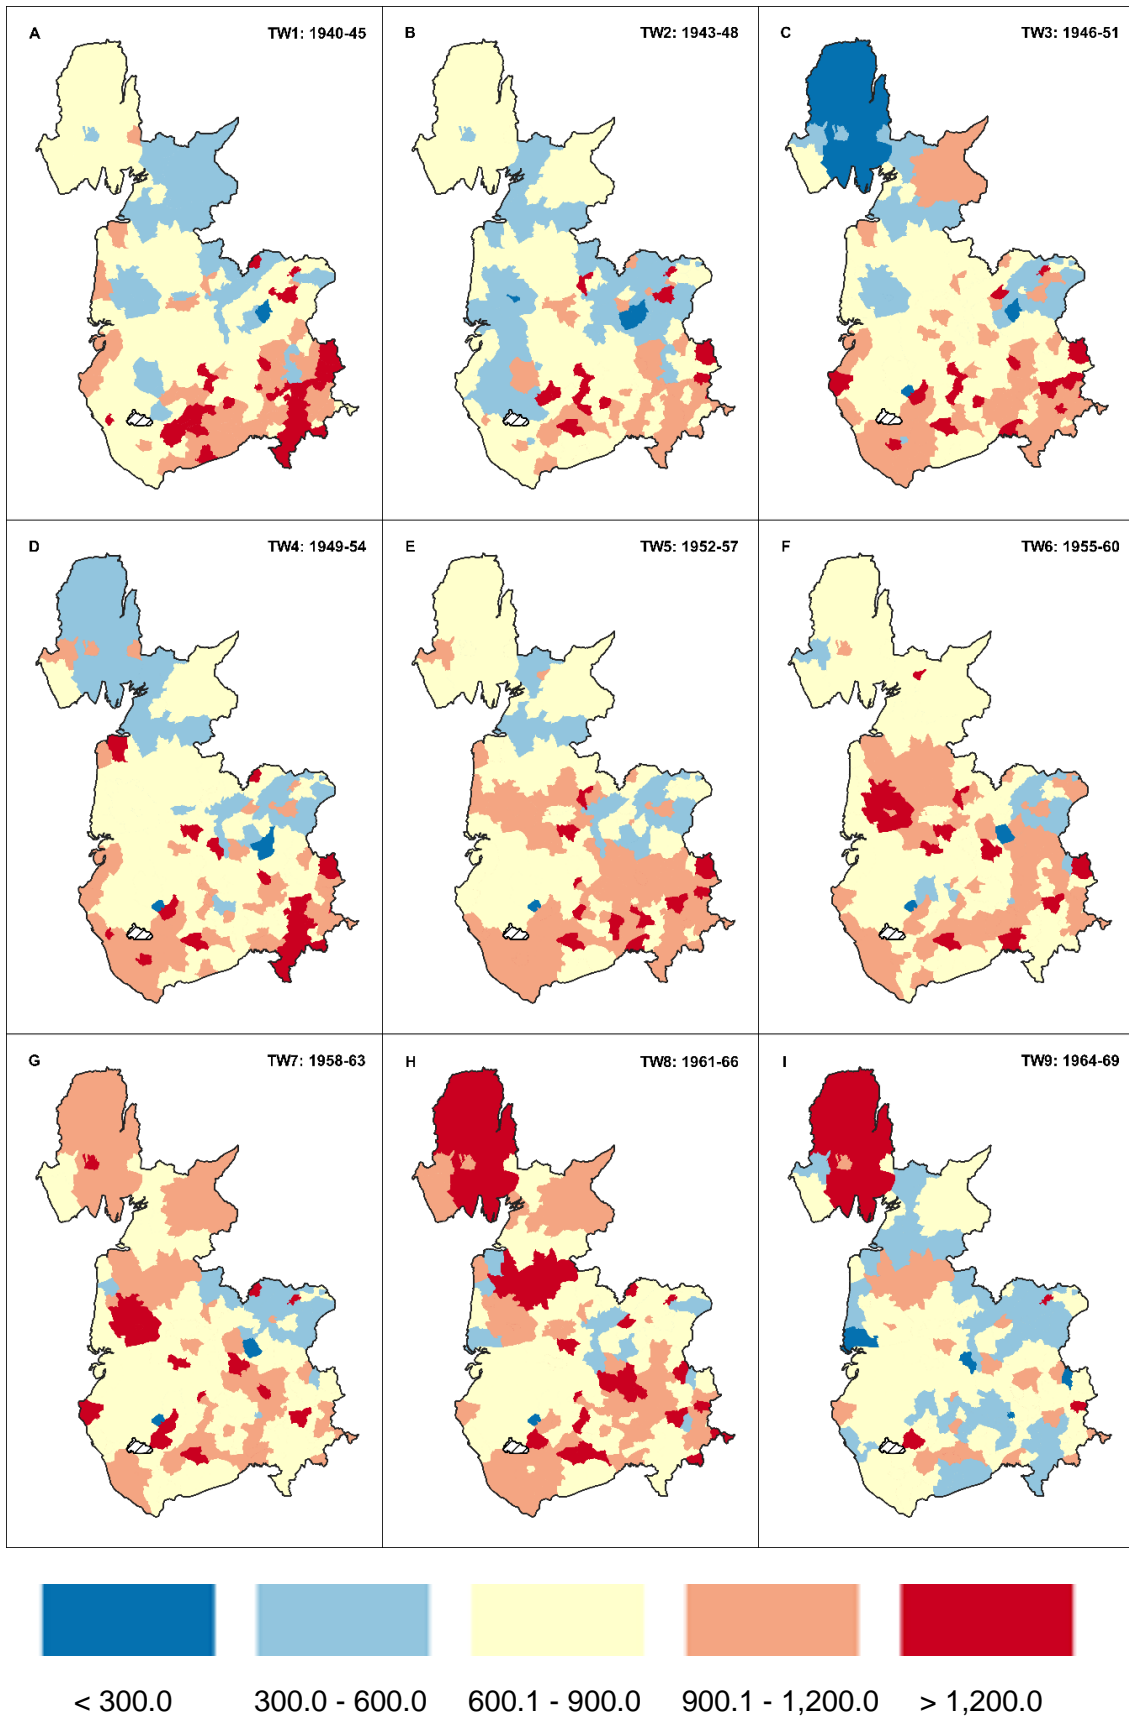 A TW1: 1940-45
B TW2: 1943-48
C TW3: 1946-51
D TW4: 1949-54
E TW5: 1952-57
F TW6: 1955-60
G TW7: 1958-63
H TW8: 1961-66
I TW9: 1964-69
< 300.0 300.0 - 600.0 600.1 - 900.0 900.1 - 1,200.0 > 1,200.0